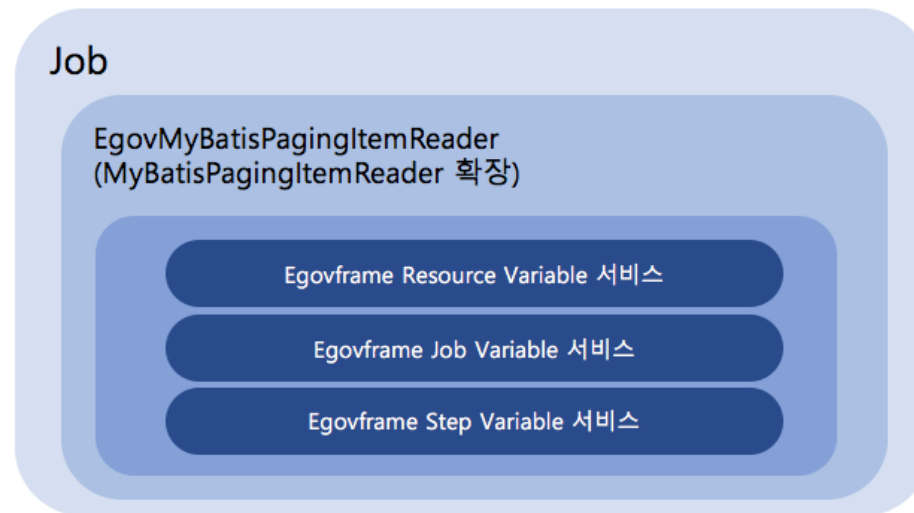 Job
EgovMyBatisPagingItemReader
(MyBatisPagingItemReader 확장)
Egovframe Resource Variable 서비스
Egovframe Job Variable 서비스
Egovframe Step Variable 서비스